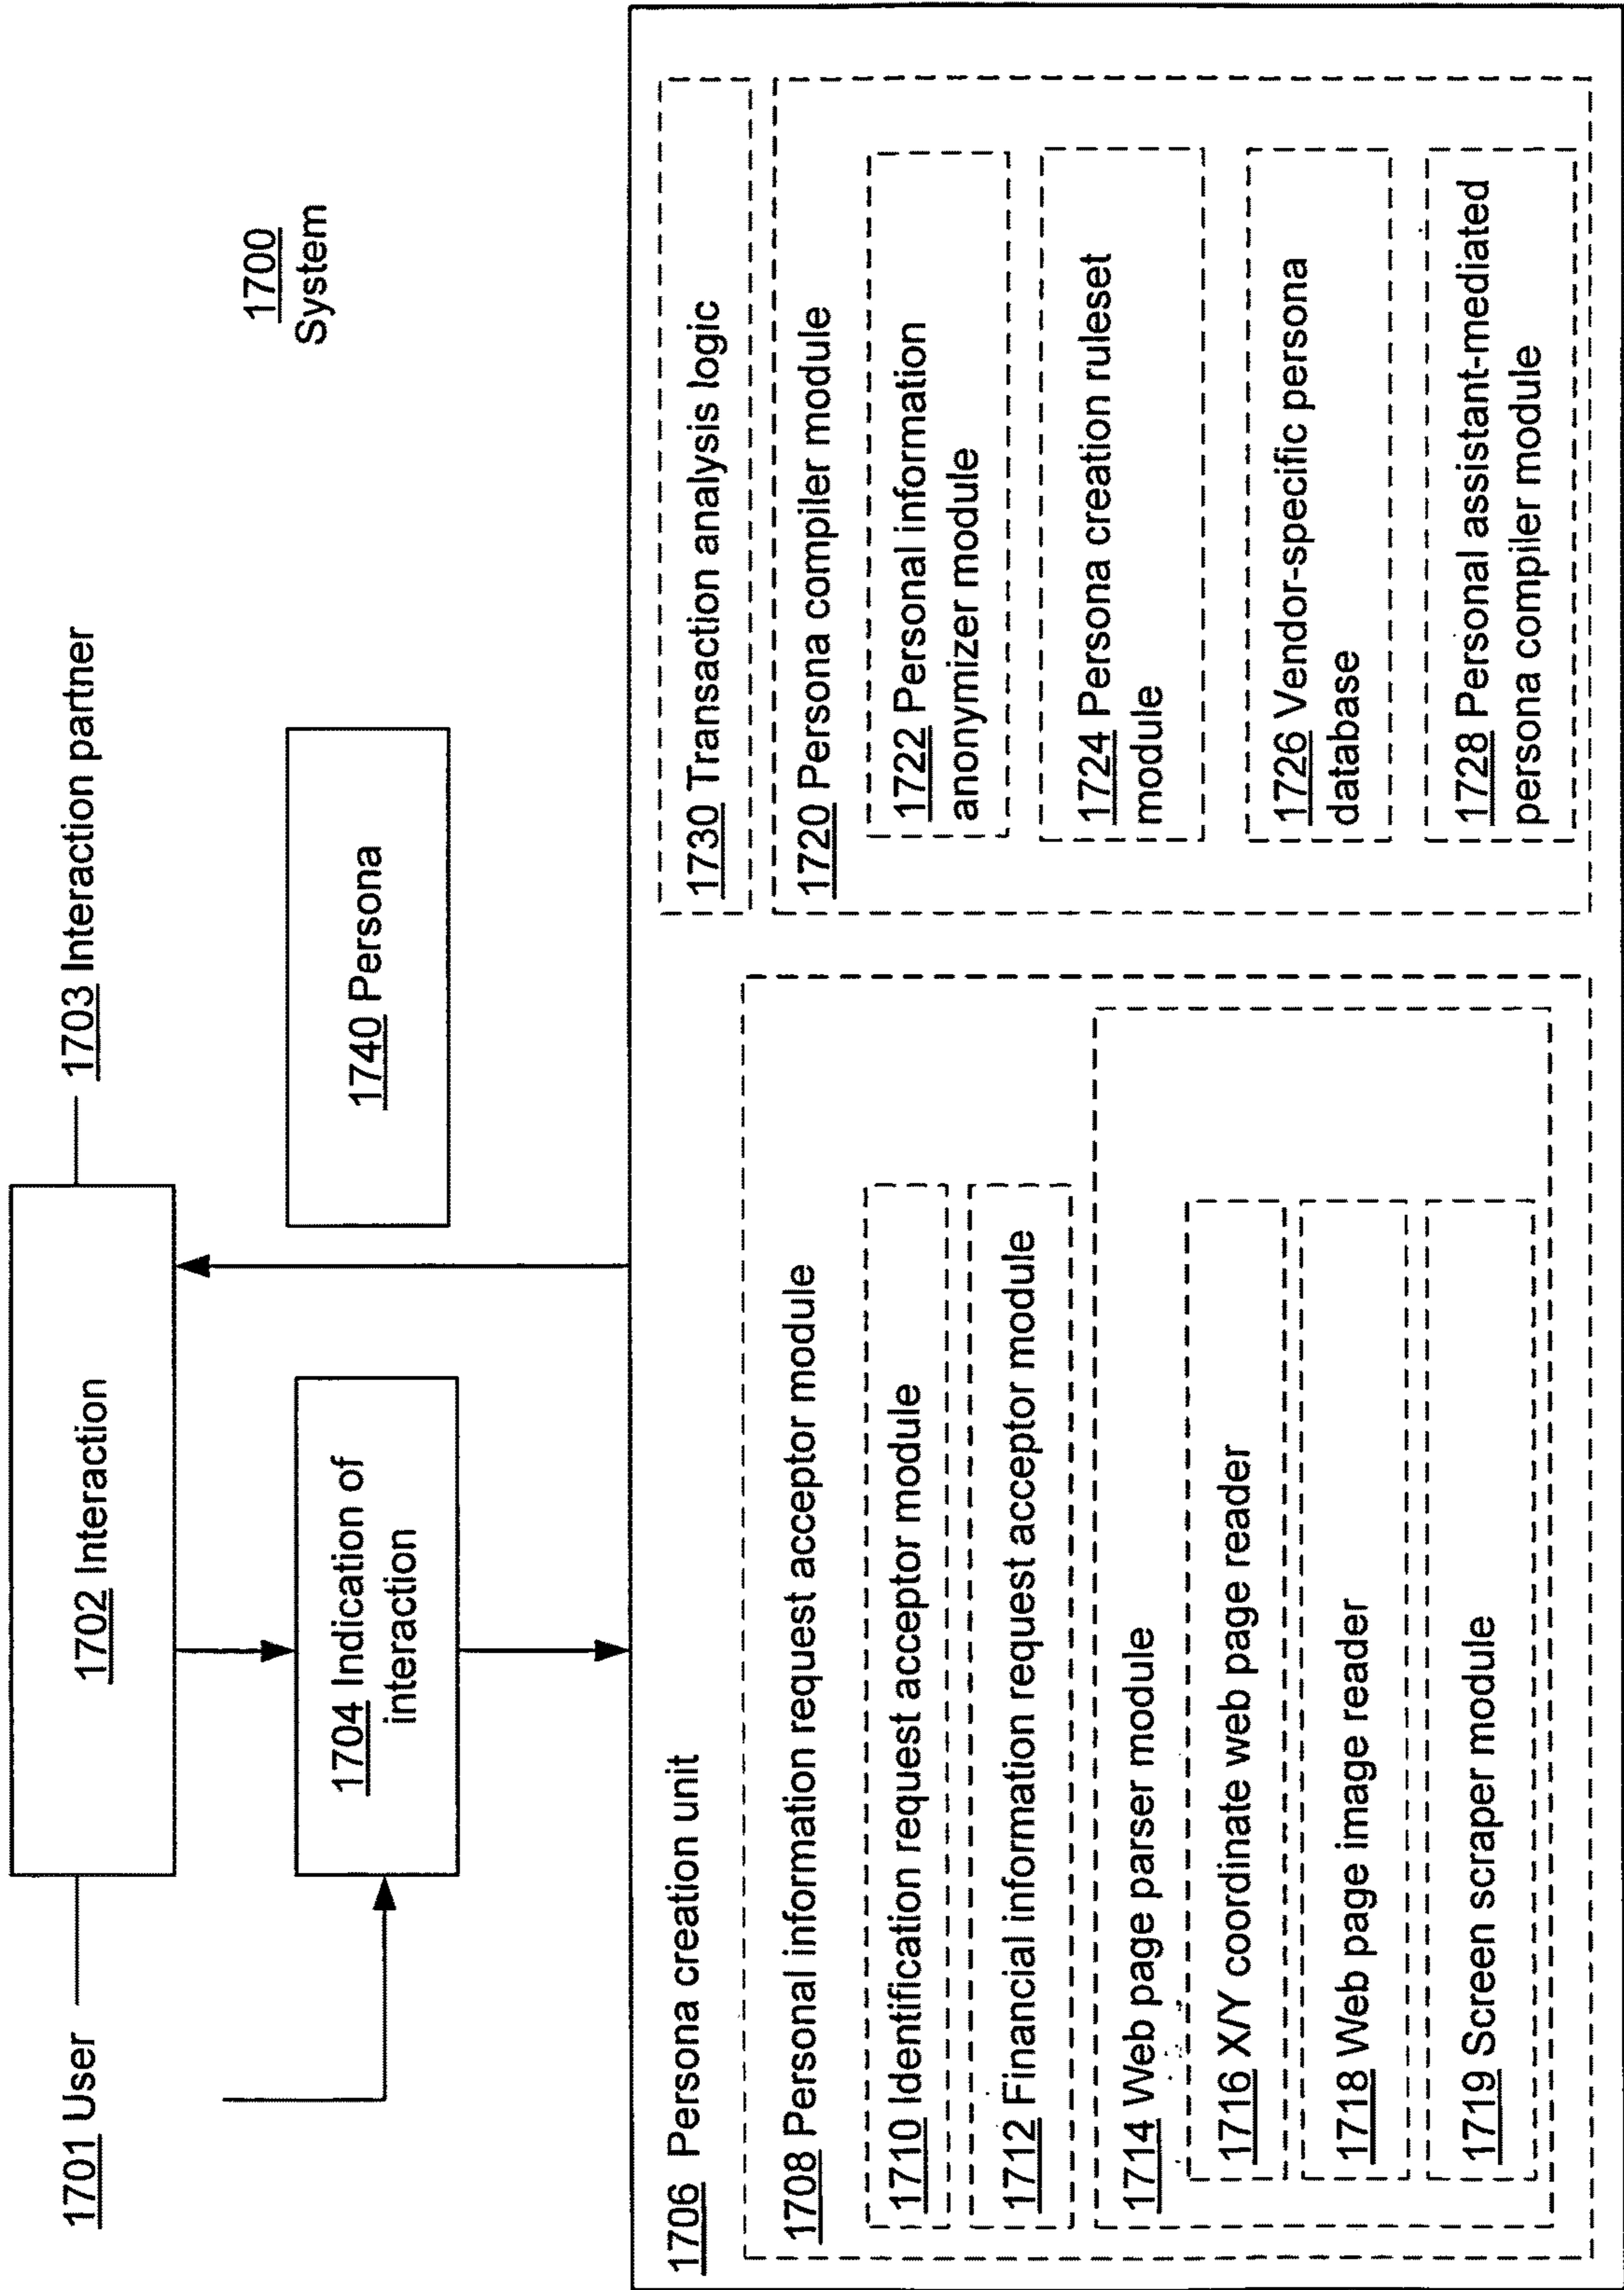 1700
System
1701 User
1702 Interaction
1703 Interaction partner
1704 Indication of
interaction
1740 Persona
1706 Persona creation unit
1708 Personal information request acceptor module
1710 Identification request acceptor module
1712 Financial information request acceptor module
1714 Web page parser module
1716 X/Y coordinate web page reader
1718 Web page image reader
1719 Screen scraper module
1730 Transaction analysis logic
1720 Persona compiler module
1722 Personal information
anonymizer module
1724 Persona creation ruleset
module
1726 Vendor-specific persona
database
1728 Personal assistant-mediated
persona compiler module